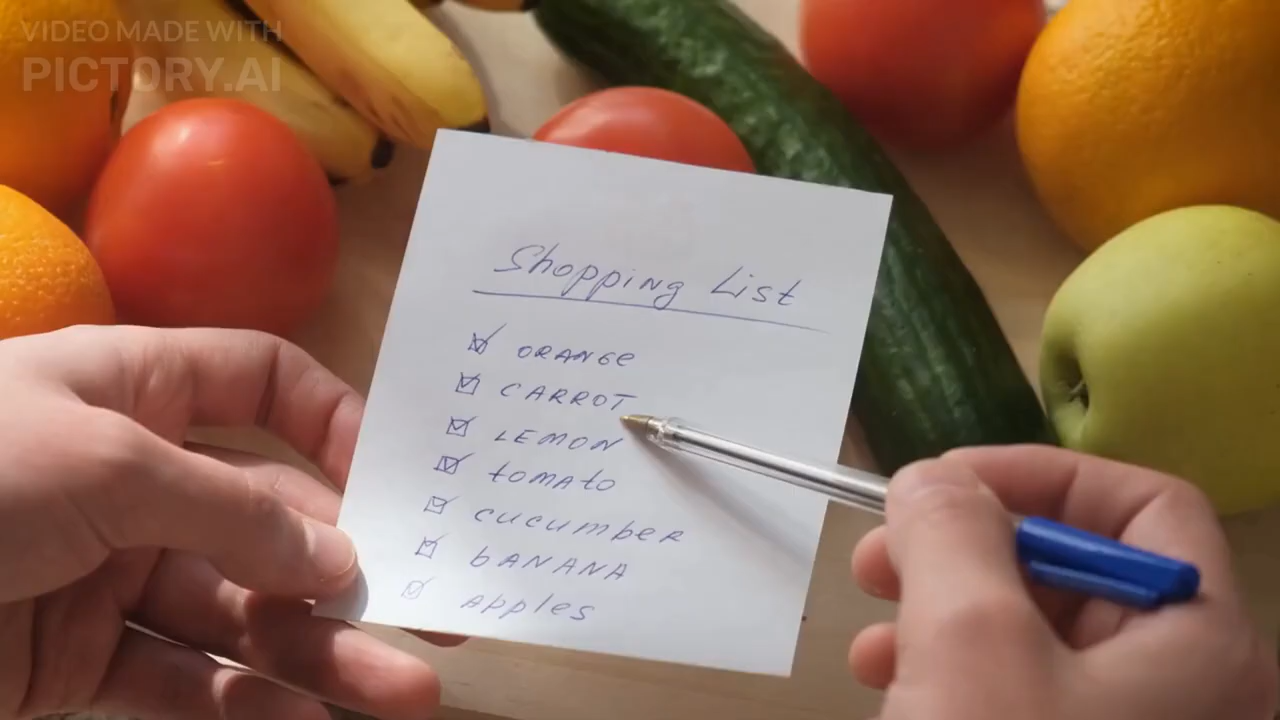 VIDEO MADE WITH
PICTORY.AI
Shopping List
ORANGE
CARROT
LEMON
tomato
cucumber
bANANA
Apples